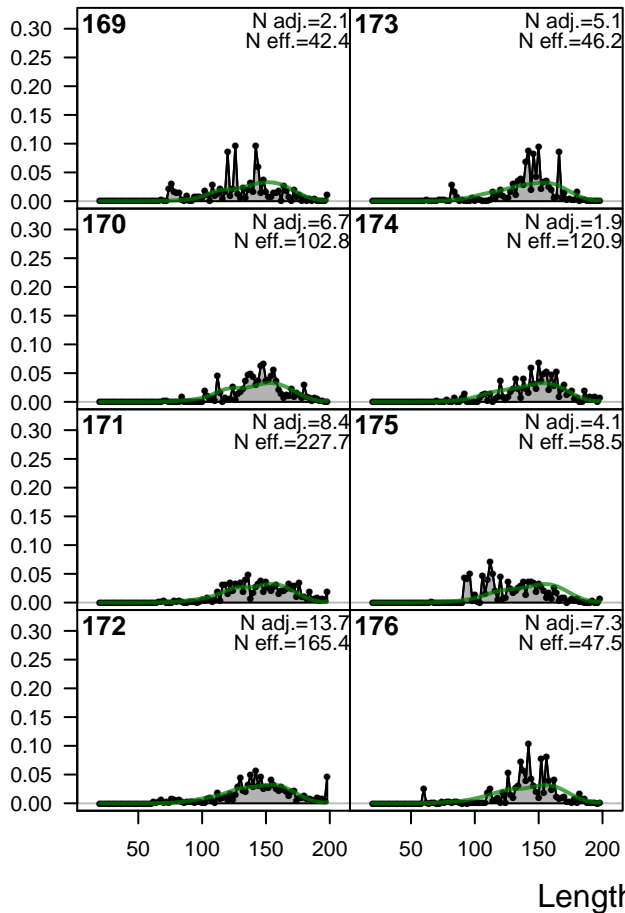 169
N adj.=2.1
N eff.=42.4
173
N adj.=5.1
N eff.=46.2
0.30
0.25
0.20
0.15
0.10
0.05
0.00
170
N adj.=6.7
N eff.=102.8
174
N adj.=1.9
N eff.=120.9
0.30
0.25
0.20
0.15
0.10
0.05
0.00
171
N adj.=8.4
N eff.=227.7
175
N adj.=4.1
N eff.=58.5
0.30
0.25
0.20
0.15
0.10
0.05
0.00
172
N adj.=13.7
N eff.=165.4
176
N adj.=7.3
N eff.=47.5
0.30
0.25
0.20
0.15
0.10
0.05
0.00
50 100 150 200 50 100 150 200
Length